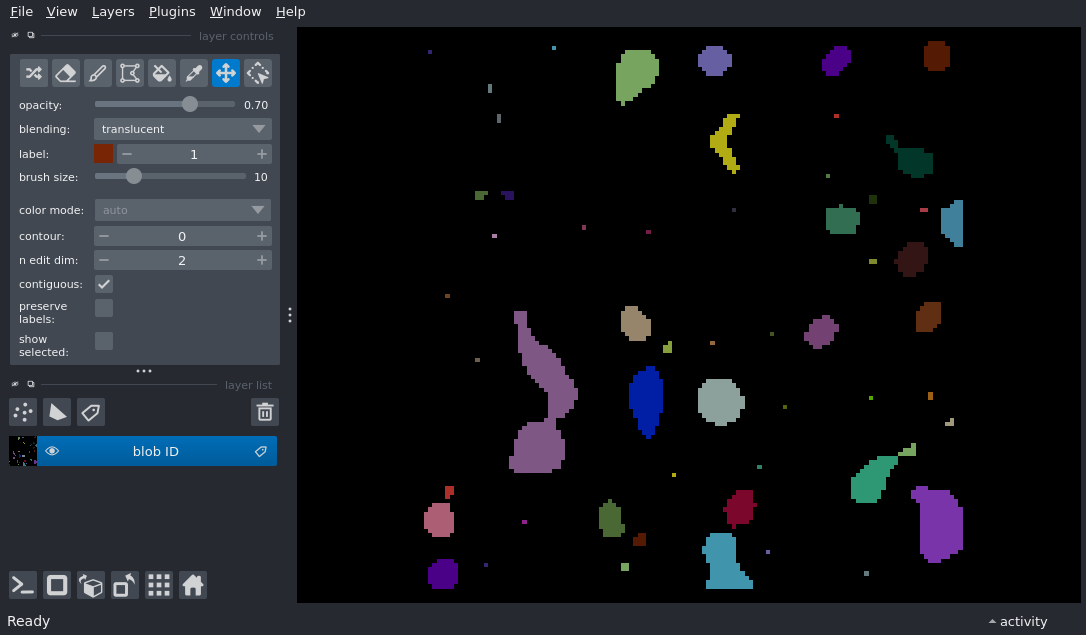 File View Layers Plugins Window Help
layer controls
opacity: 0.70
blending: translucent
label: 1
brush size: 10
color mode: auto
contour: 0
n edit dim: 2
contiguous:
preserve
labels:
show
selected:
layer list
blob ID
Ready activity